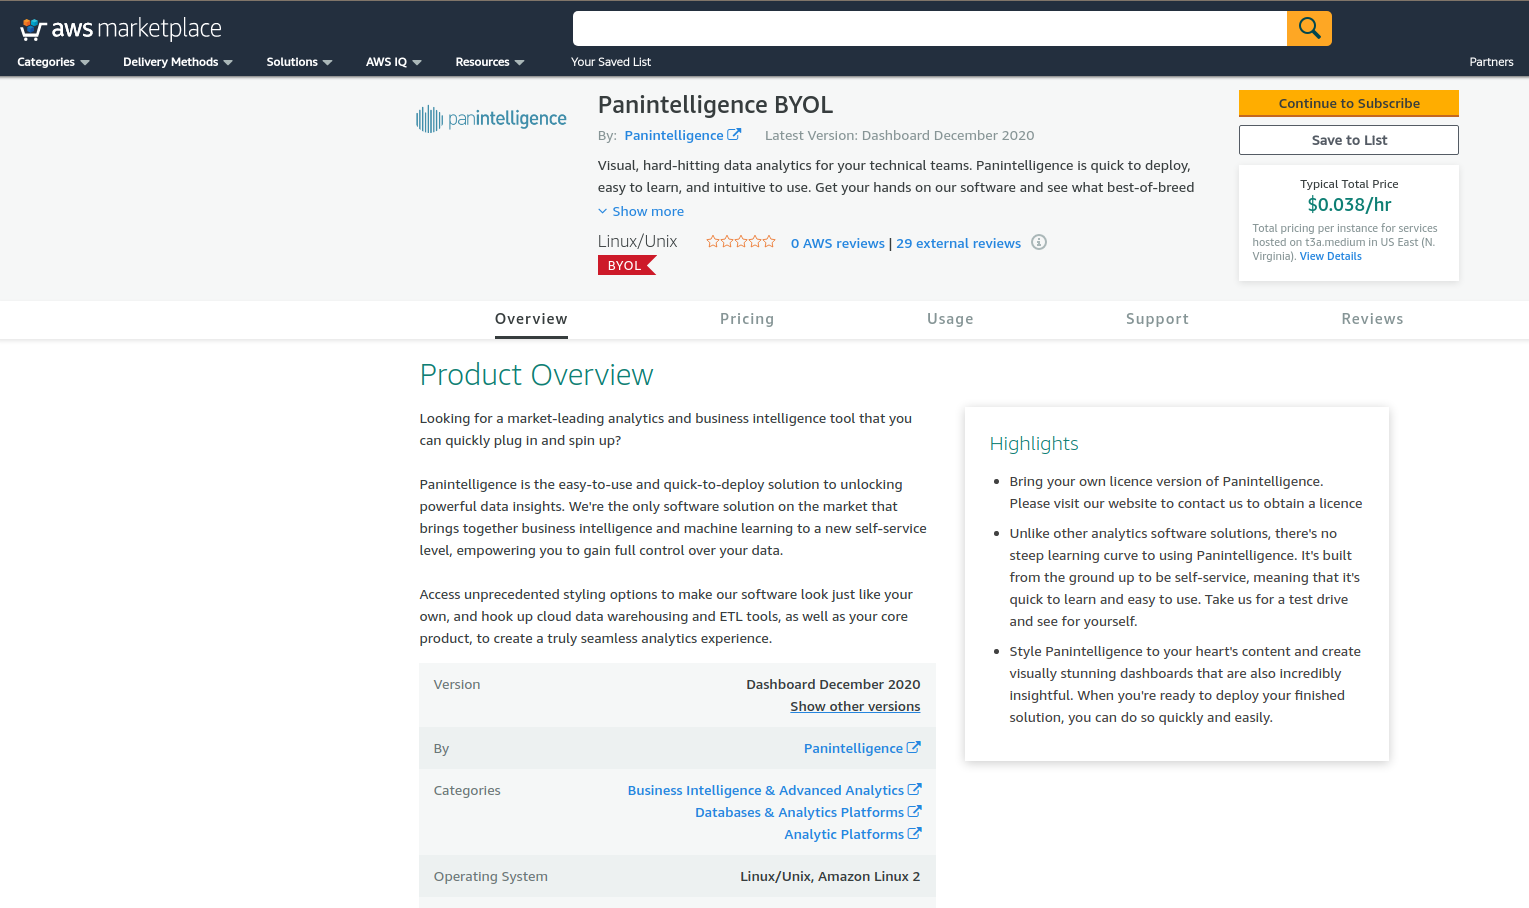 aws marketplace
Categories
Delivery Methods
Solutions
AWS IQ
Resources
Your Saved List
Partners
panintelligence
Panintelligence BYOL
By: Panintelligence
Latest Version: Dashboard December 2020
Visual, hard-hitting data analytics for your technical teams. Panintelligence is quick to deploy,
easy to learn, and intuitive to use. Get your hands on our software and see what best-of-breed
Show more
Linux/Unix
0 AWS reviews | 29 external reviews
BYOL
Continue to Subscribe
Save to List
Typical Total Price
$0.038/hr
Total pricing per instance for services
hosted on t3a.medium in US East (N.
Virginia). View Details
Overview
Pricing
Usage
Support
Reviews
Product Overview
Looking for a market-leading analytics and business intelligence tool that you
can quickly plug in and spin up?
Panintelligence is the easy-to-use and quick-to-deploy solution to unlocking
powerful data insights. We're the only software solution on the market that
brings together business intelligence and machine learning to a new self-service
level, empowering you to gain full control over your data.
Access unprecedented styling options to make our software look just like your
own, and hook up cloud data warehousing and ETL tools, as well as your core
product, to create a truly seamless analytics experience.
Version
Dashboard December 2020
Show other versions
By
Panintelligence
Categories
Business Intelligence & Advanced Analytics
Databases & Analytics Platforms
Analytic Platforms
Operating System
Linux/Unix, Amazon Linux 2
Highlights
Bring your own licence version of Panintelligence.
Please visit our website to contact us to obtain a licence
Unlike other analytics software solutions, there's no
steep learning curve to using Panintelligence. It's built
from the ground up to be self-service, meaning that it's
quick to learn and easy to use. Take us for a test drive
and see for yourself.
Style Panintelligence to your heart's content and create
visually stunning dashboards that are also incredibly
insightful. When you're ready to deploy your finished
solution, you can do so quickly and easily.